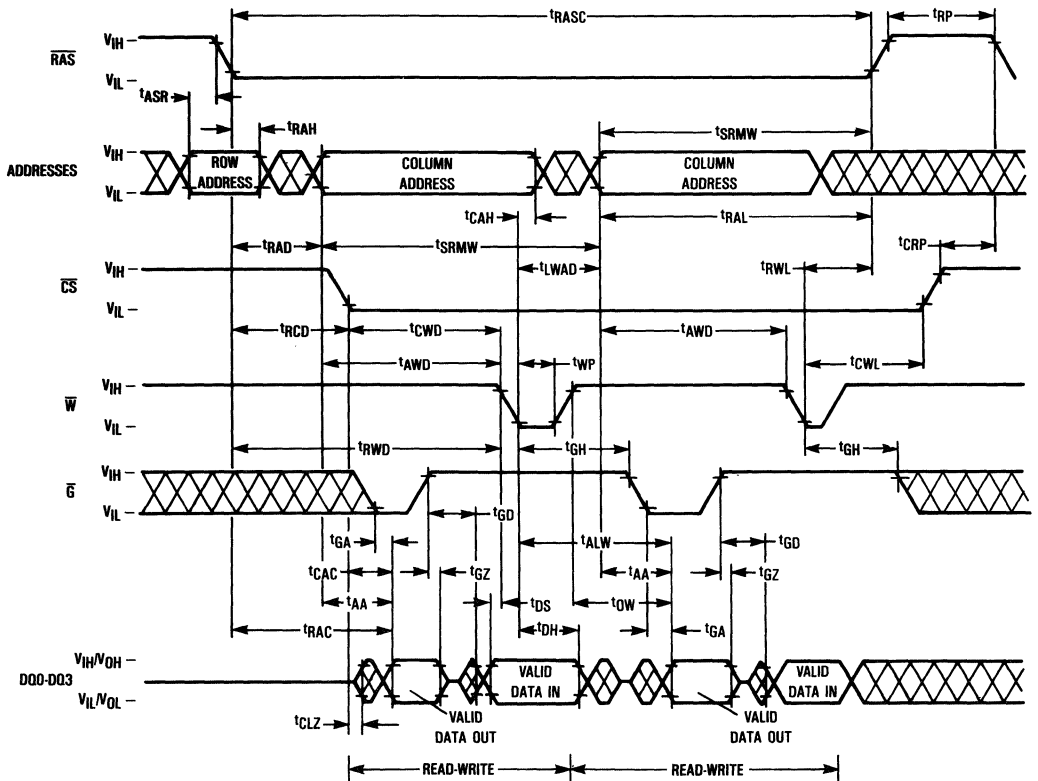 tRASC
tRP
RAS
VIH
VIL
tASR
tRAH
tSRMW
ADDRESSES
VIH
VIL
ROW ADDRESS
COLUMN ADDRESS
COLUMN ADDRESS
tCAH
tRAL
tRAD
tSRMW
tCRP
tLWAD
tRWL
CS
VIH
VIL
tRCD
tCWD
tAWD
tAWD
tWP
tCWL
W
VIH
VIL
tRWD
tGH
tGH
G
VIH
VIL
tGD
tGA
tALW
tGD
tCAC
tGZ
tAA
tGZ
tAA
tDS
tOW
tRAC
tDH
tGA
DQ0-DQ3
VIH/VOH
VIL/VOL
VALID DATA IN
VALID DATA IN
tCLZ
VALID DATA OUT
VALID DATA OUT
READ-WRITE
READ-WRITE